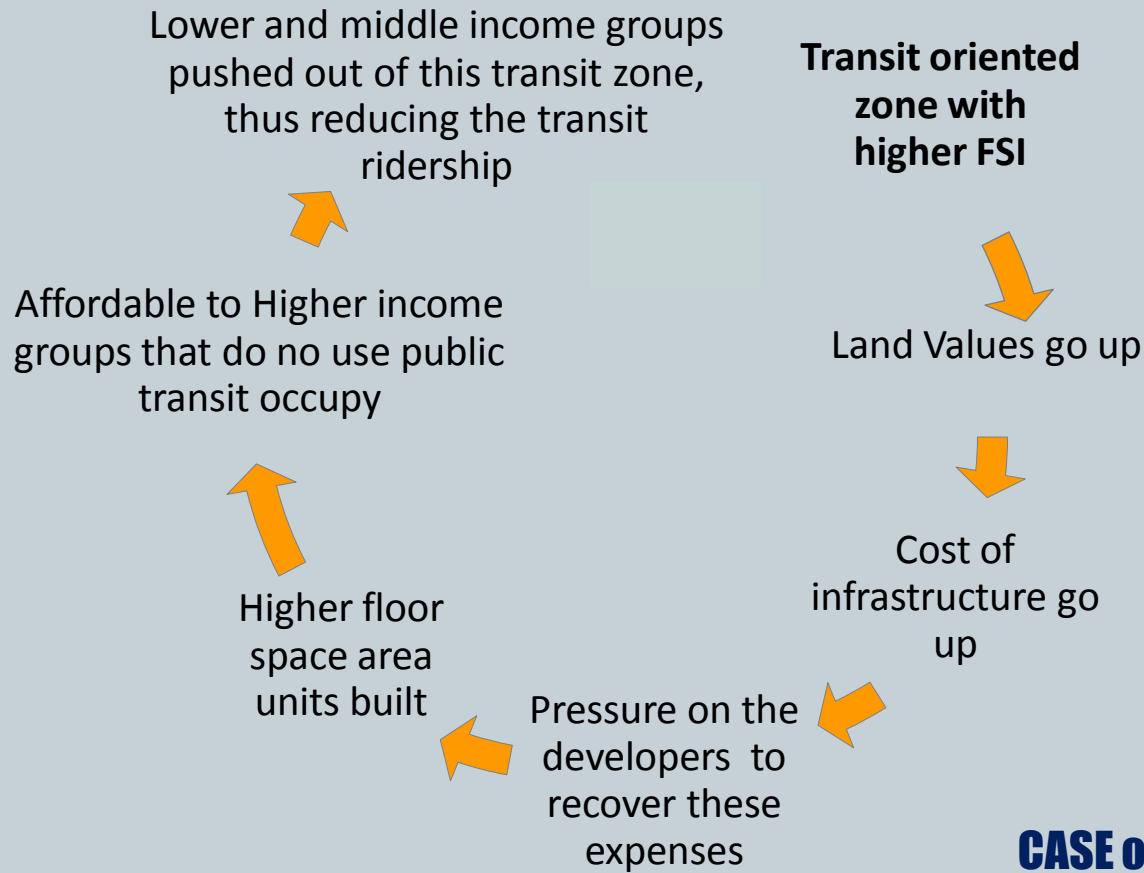 Transit oriented
zone with
higher FSI
Land Values go up
Cost of
infrastructure go
up
Pressure on the
developers to
recover these
expenses
Higher floor
space area
units built
Affordable to Higher income
groups that do no use public
transit occupy
Lower and middle income groups
pushed out of this transit zone,
thus reducing the transit
ridership
CASE o